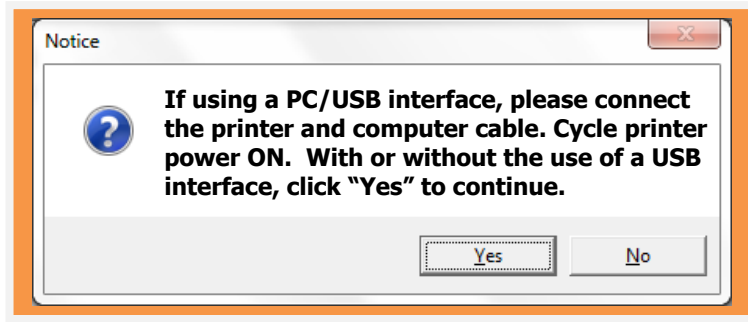 Notice
If using a PC/USB interface, please connect
the printer and computer cable. Cycle printer
power ON.  With or without the use of a USB
interface, click “Yes” to continue.
Yes No